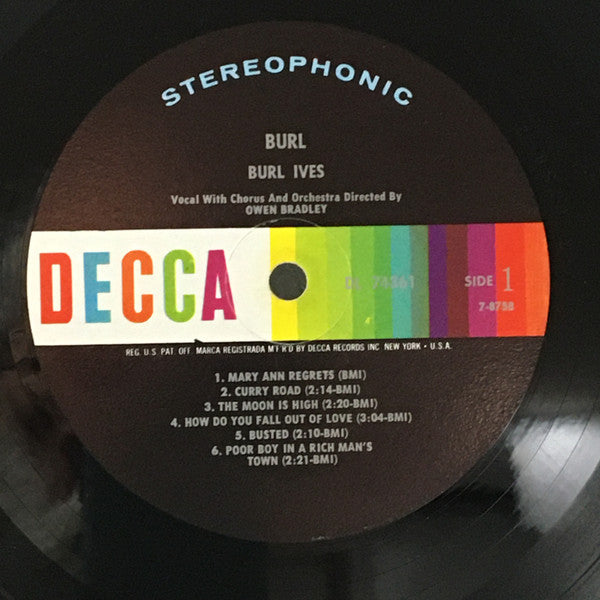 STEREOPHONIC
BURL
BURL IVES
Vocal With Chorus And Orchestra Directed By
OWEN BRADLEY
DECCA
DL 74361
SIDE 1
7-8758
REG. U.S. PAT. OFF. MARCA REGISTRADA MF'R'D BY DECCA RECORDS INC. NEW YORK • U.S.A.
1. MARY ANN REGRETS (BMI)
2. CURRY ROAD (2:14-BMI)
3. THE MOON IS HIGH (2:20-BMI)
4. HOW DO YOU FALL OUT OF LOVE (3:04-BMI)
5. BUSTED (2:10-BMI)
6. POOR BOY IN A RICH MAN'S
TOWN (2:21-BMI)